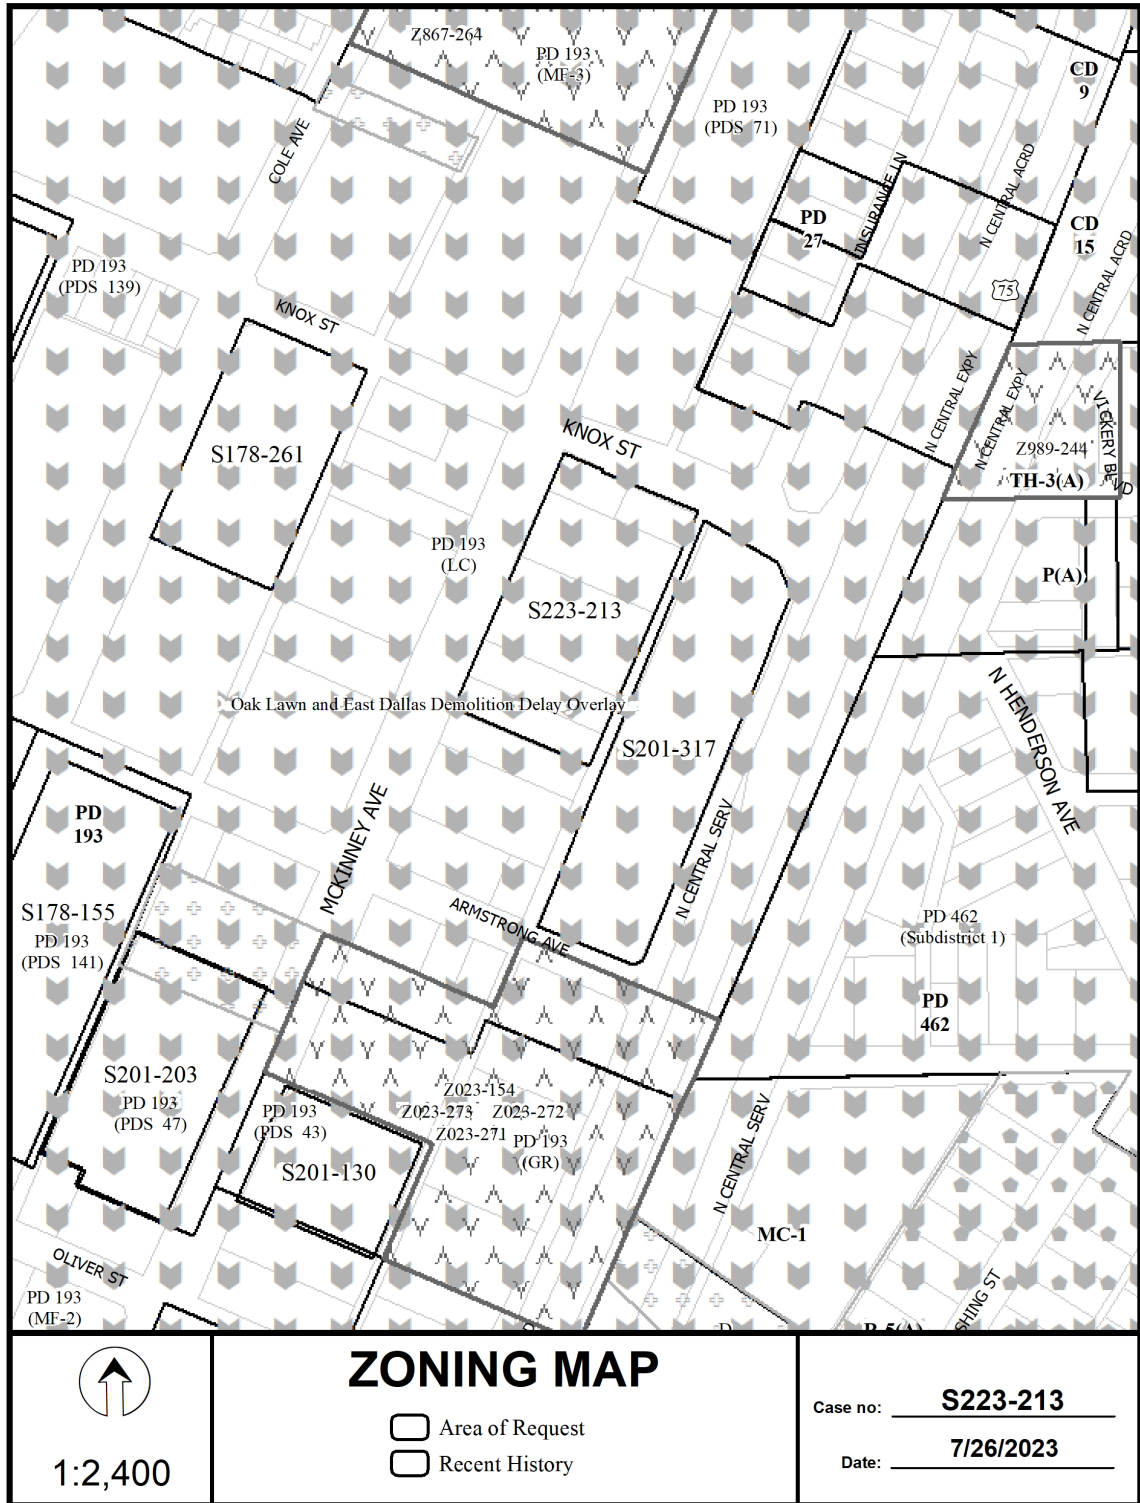 Z867-264
PD 193
(MF-3)
CD
9
PD 193
(PDS 71)
COLE AVE
INSURANCE LN
N CENTRAL ACRD
PD
27
CD
15
N CENTRAL ACRD
PD 193
(PDS 139)
75
KNOX ST
N CENTRAL EXPY
N CENTRAL EXPY
VICKERY BLVD
S178-261
KNOX ST
Z989-244
TH-3(A)
PD 193
(LC)
P(A)
S223-213
N HENDERSON AVE
Oak Lawn and East Dallas Demolition Delay Overlay
S201-317
PD
193
MCKINNEY AVE
N CENTRAL SERV
S178-155
PD 193
(PDS 141)
ARMSTRONG AVE
PD 462
(Subdistrict 1)
PD
462
S201-203
PD 193
(PDS 47)
PD 193
(PDS 43)
Z023-154
Z023-273 Z023-272
Z023-271
PD 193
(GR)
S201-130
N CENTRAL SERV
MC-1
OLIVER ST
PD 193
(MF-2)
SHING ST
R-5(A)
D
1:2,400
ZONING MAP
Area of Request
Recent History
Case no: S223-213
Date: 7/26/2023